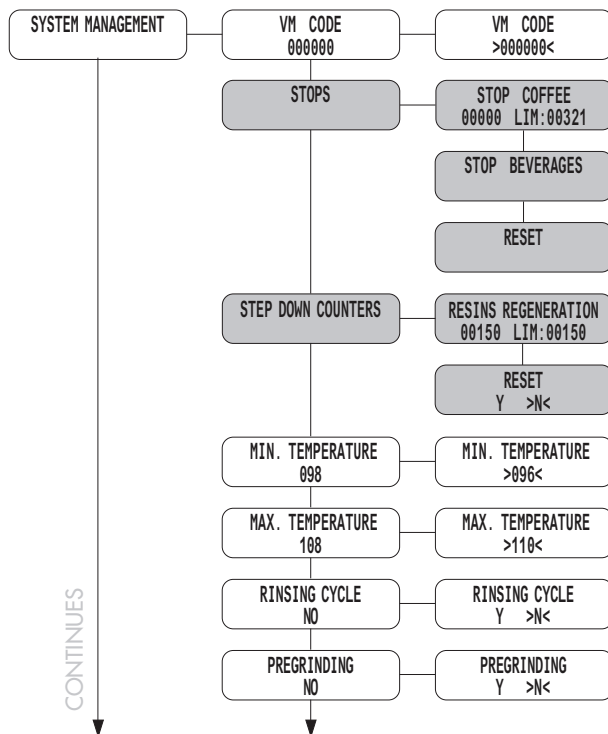 SYSTEM MANAGEMENT
VM CODE
000000
VM CODE
>000000<
STOPS
STOP COFFEE
00000 LIM:00321
STOP BEVERAGES
RESET
STEP DOWN COUNTERS
RESINS REGENERATION
00150 LIM:00150
RESET
Y >N<
MIN. TEMPERATURE
098
MIN. TEMPERATURE
>096<
MAX. TEMPERATURE
108
MAX. TEMPERATURE
>110<
RINSING CYCLE
NO
RINSING CYCLE
Y >N<
PREGRINDING
NO
PREGRINDING
Y >N<
CONTINUES